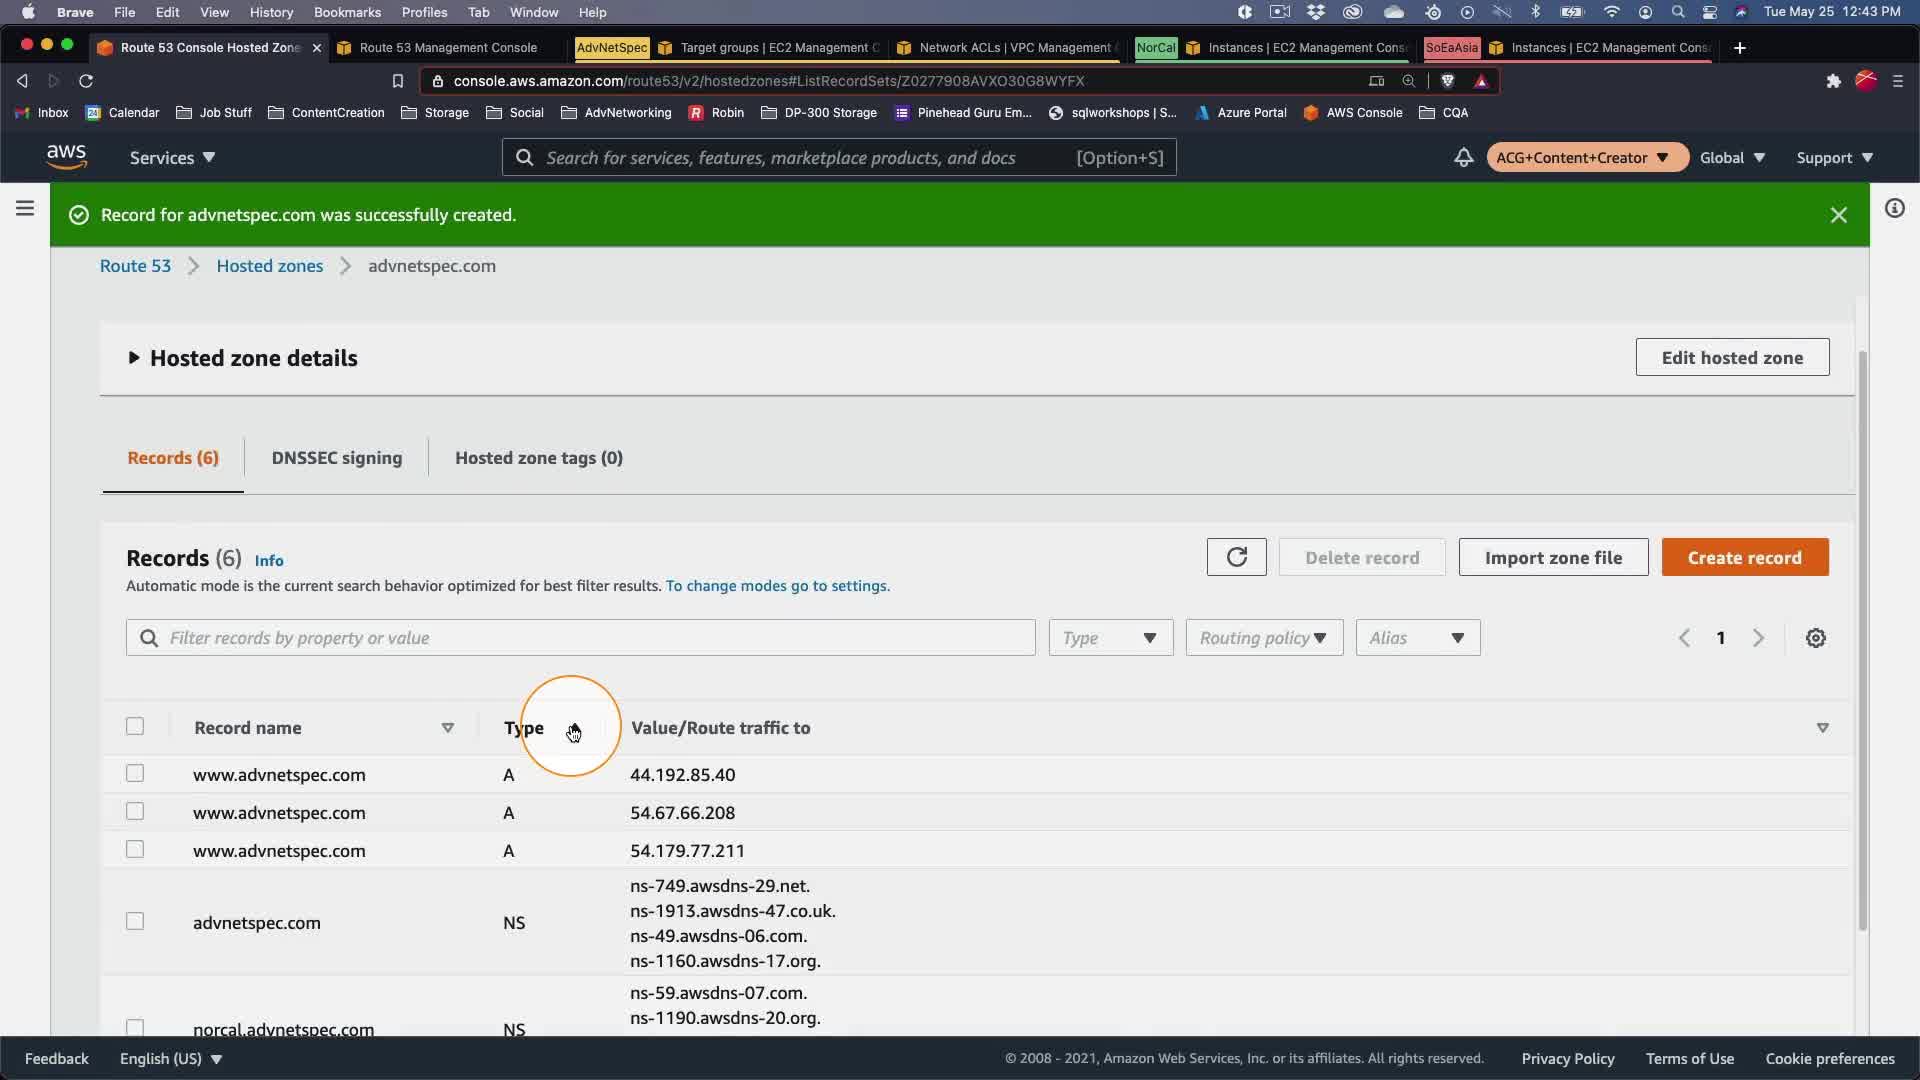 Brave File Edit View History Bookmarks Profiles Tab Window Help Tue May 25 12:43 PM
Route 53 Console Hosted Zone Route 53 Management Console AdvNetSpec Target groups | EC2 Management C Network ACLs | VPC Management NorCal Instances | EC2 Management Cons SoEaAsia Instances | EC2 Management Cons
console.aws.amazon.com/route53/v2/hostedzones#ListRecordSets/Z0277908AVXO30G8WYFX
Inbox Calendar Job Stuff ContentCreation Storage Social AdvNetworking Robin DP-300 Storage Pinehead Guru Em... sqlworkshops | S... Azure Portal AWS Console CQA
aws Services Search for services, features, marketplace products, and docs [Option+S] ACG+Content+Creator Global Support
Record for advnetspec.com was successfully created.
Route 53 Hosted zones advnetspec.com
Hosted zone details Edit hosted zone
Records (6) DNSSEC signing Hosted zone tags (0)
Records (6) Info Delete record Import zone file Create record
Automatic mode is the current search behavior optimized for best filter results. To change modes go to settings.
Filter records by property or value Type Routing policy Alias 1
Record name Type Value/Route traffic to
www.advnetspec.com A 44.192.85.40
www.advnetspec.com A 54.67.66.208
www.advnetspec.com A 54.179.77.211
ns-749.awsdns-29.net.
ns-1913.awsdns-47.co.uk.
advnetspec.com NS
ns-49.awsdns-06.com.
ns-1160.awsdns-17.org.
ns-59.awsdns-07.com.
ns-1190.awsdns-20.org.
norcal.advnetspec.com NS
Feedback English (US) © 2008 - 2021, Amazon Web Services, Inc. or its affiliates. All rights reserved. Privacy Policy Terms of Use Cookie preferences